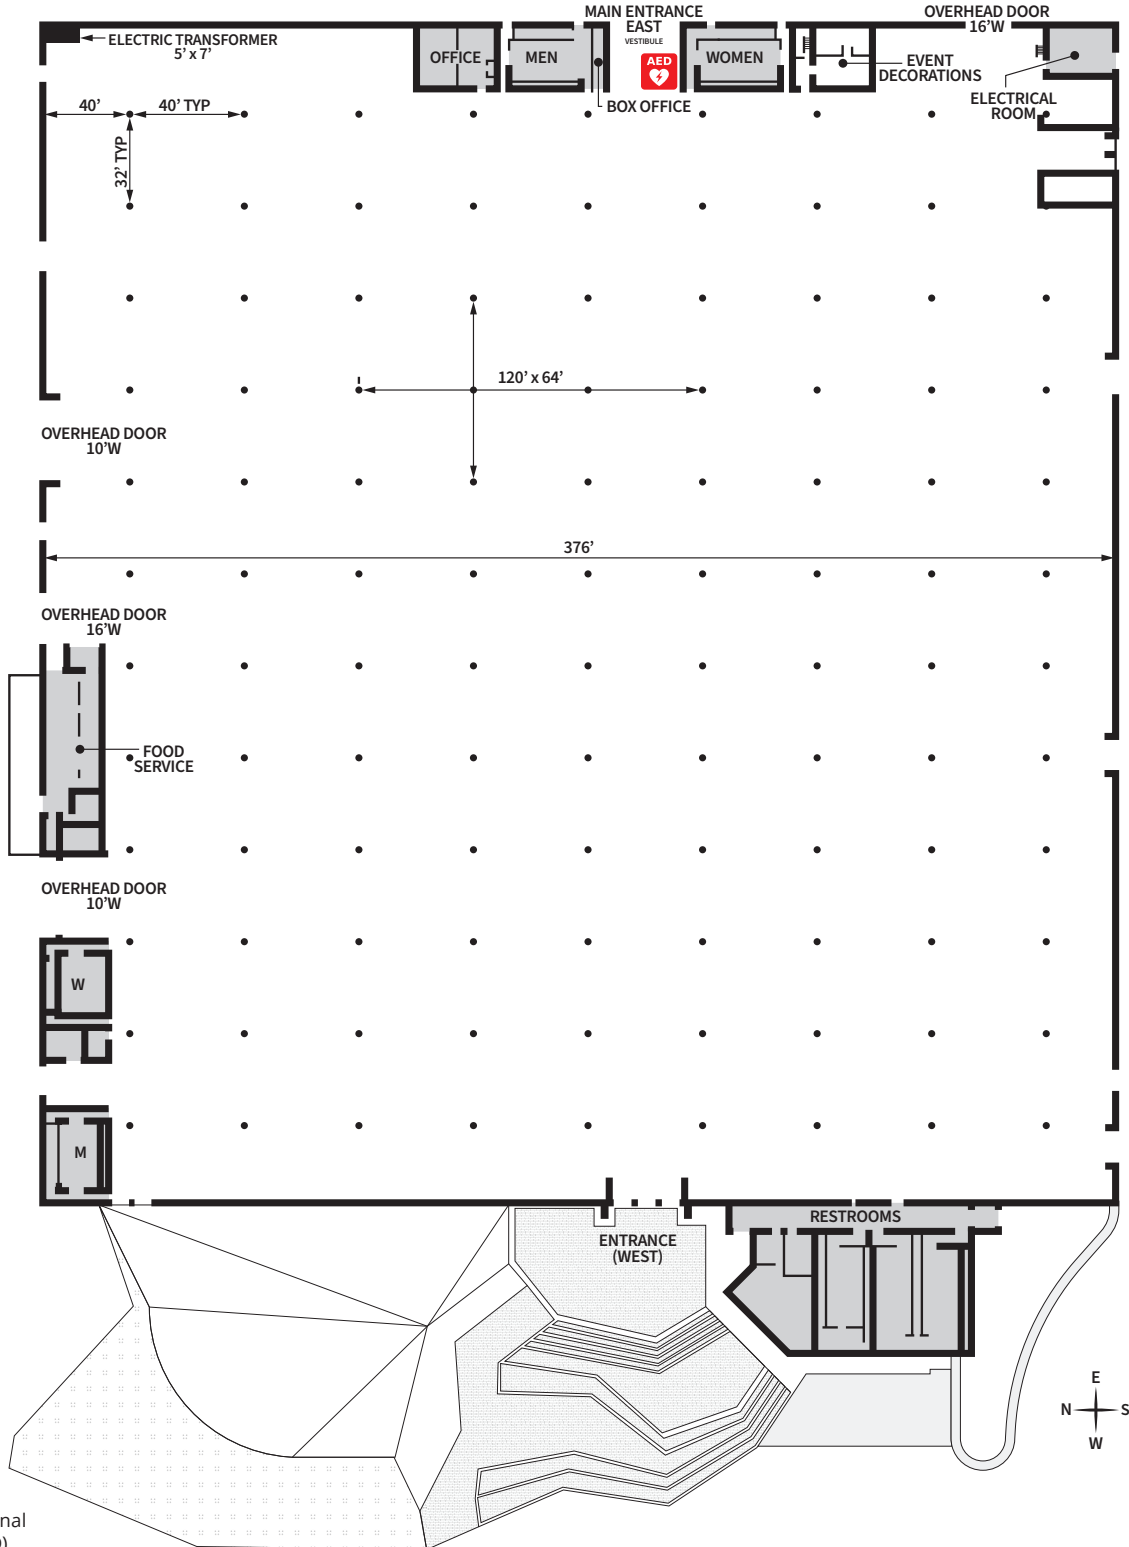 MAIN ENTRANCE
EAST
VESTIBULE
OVERHEAD DOOR
16’W
ELECTRIC TRANSFORMER
5’ x 7’
OFFICE
MEN
AED
WOMEN
EVENT
DECORATIONS
BOX OFFICE
ELECTRICAL
ROOM
40’
40’ TYP
32’ TYP
120’ x 64’
OVERHEAD DOOR
10’W
376’
OVERHEAD DOOR
16’W
FOOD
SERVICE
OVERHEAD DOOR
10’W
W
M
RESTROOMS
ENTRANCE
(WEST)
E
N
S
W